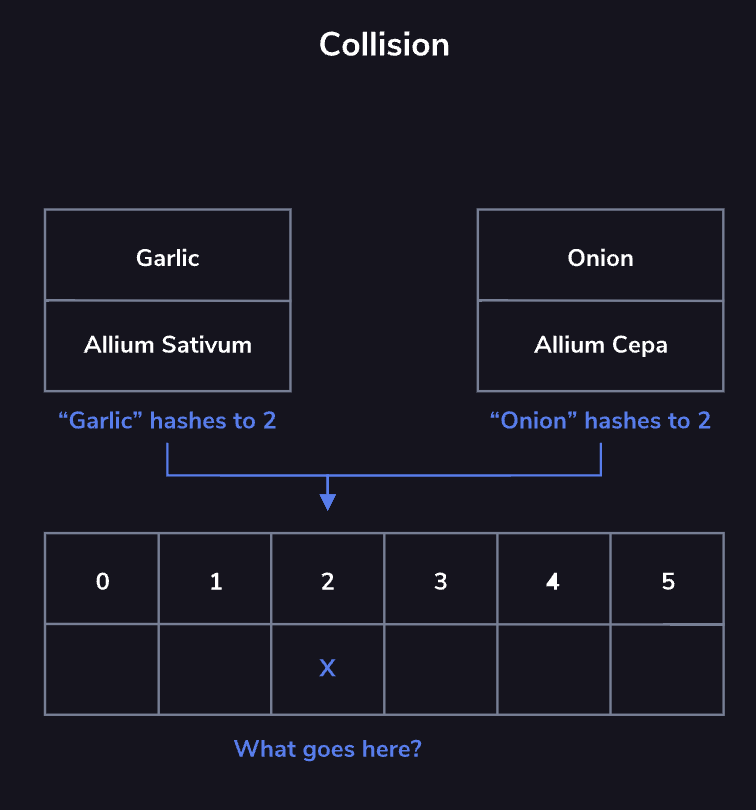 Collision
Garlic
Onion
Allium Sativum
Allium Cepa
“Garlic” hashes to 2
“Onion” hashes to 2
0 1 2 3 4 5
X
What goes here?